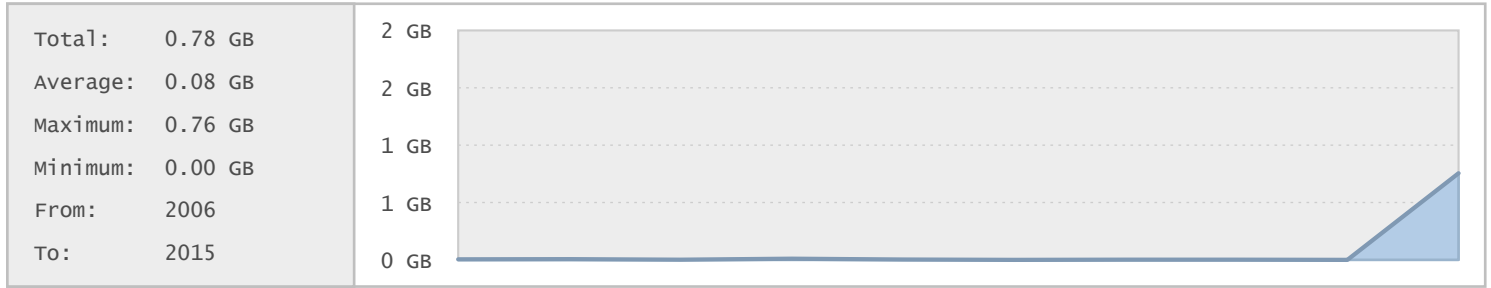 Total: 0.78 GB
Average: 0.08 GB
Maximum: 0.76 GB
Minimum: 0.00 GB
From: 2006
To: 2015
2 GB
2 GB
1 GB
1 GB
0 GB